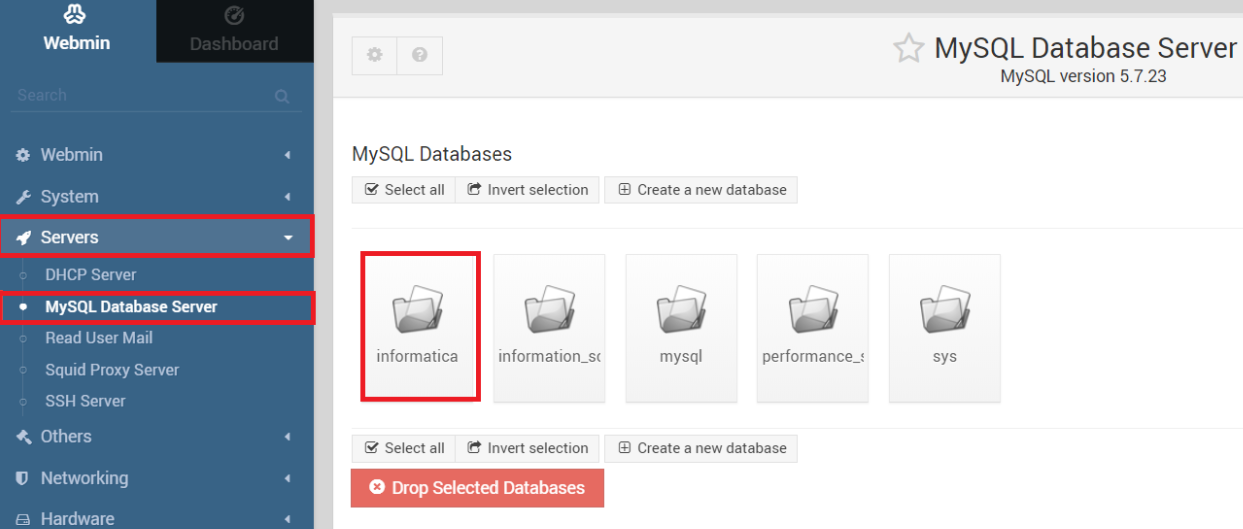 Webmin
Dashboard
Search
Webmin
System
Servers
DHCP Server
MySQL Database Server
Read User Mail
Squid Proxy Server
SSH Server
Others
Networking
Hardware
MySQL Database Server
MySQL version 5.7.23
MySQL Databases
Select all Invert selection Create a new database
informatica information_sc mysql performance_s sys
Select all Invert selection Create a new database
Drop Selected Databases